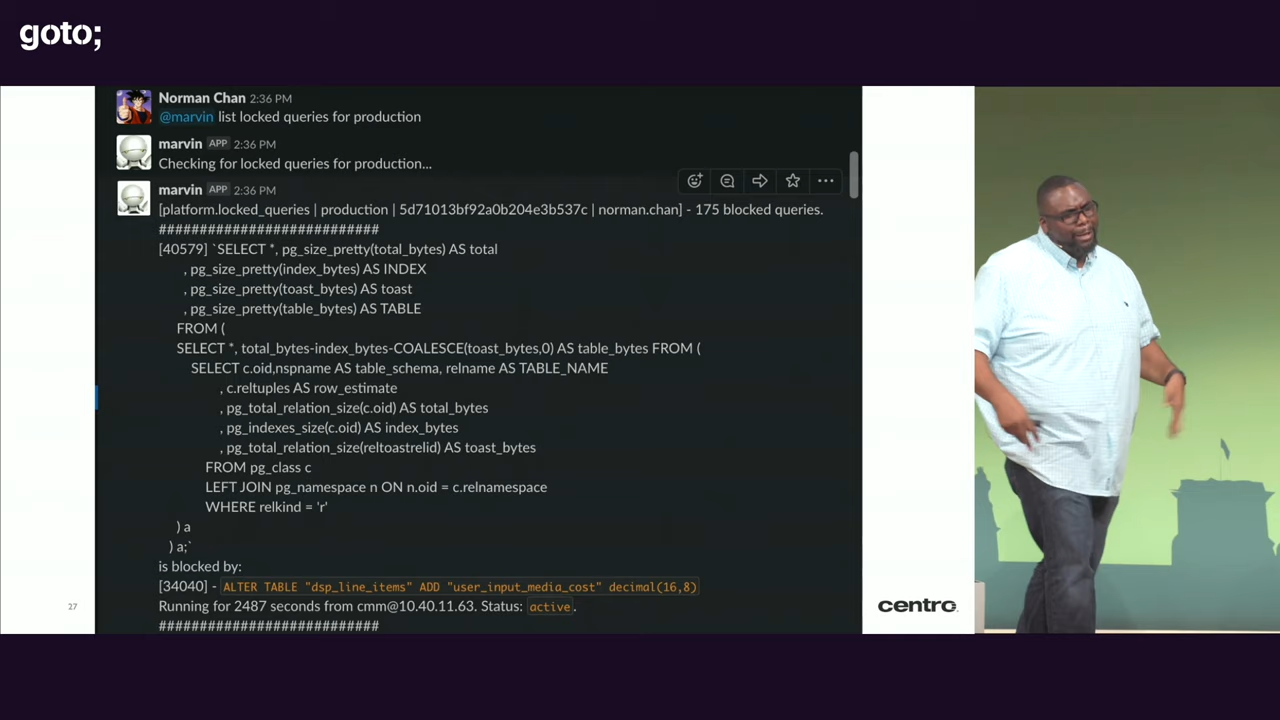 goto;
Norman Chan 2:36 PM
@marvin list locked queries for production
marvin APP 2:36 PM
Checking for locked queries for production...
marvin APP 2:36 PM
[platform.locked_queries | production | 5d71013bf92a0b204e3b537c | norman.chan] - 175 blocked queries.
###########################
[40579] `SELECT *, pg_size_pretty(total_bytes) AS total
, pg_size_pretty(index_bytes) AS INDEX
, pg_size_pretty(toast_bytes) AS toast
, pg_size_pretty(table_bytes) AS TABLE
FROM (
SELECT *, total_bytes-index_bytes-COALESCE(toast_bytes,0) AS table_bytes FROM (
SELECT c.oid,nspname AS table_schema, relname AS TABLE_NAME
, c.reltuples AS row_estimate
, pg_total_relation_size(c.oid) AS total_bytes
, pg_indexes_size(c.oid) AS index_bytes
, pg_total_relation_size(reltoastrelid) AS toast_bytes
FROM pg_class c
LEFT JOIN pg_namespace n ON n.oid = c.relnamespace
WHERE relkind = 'r'
) a
) a;`
is blocked by:
[34040] - ALTER TABLE "dsp_line_items" ADD "user_input_media_cost" decimal(16,8)
Running for 2487 seconds from cmm@10.40.11.63. Status: active.
###########################
27
centro